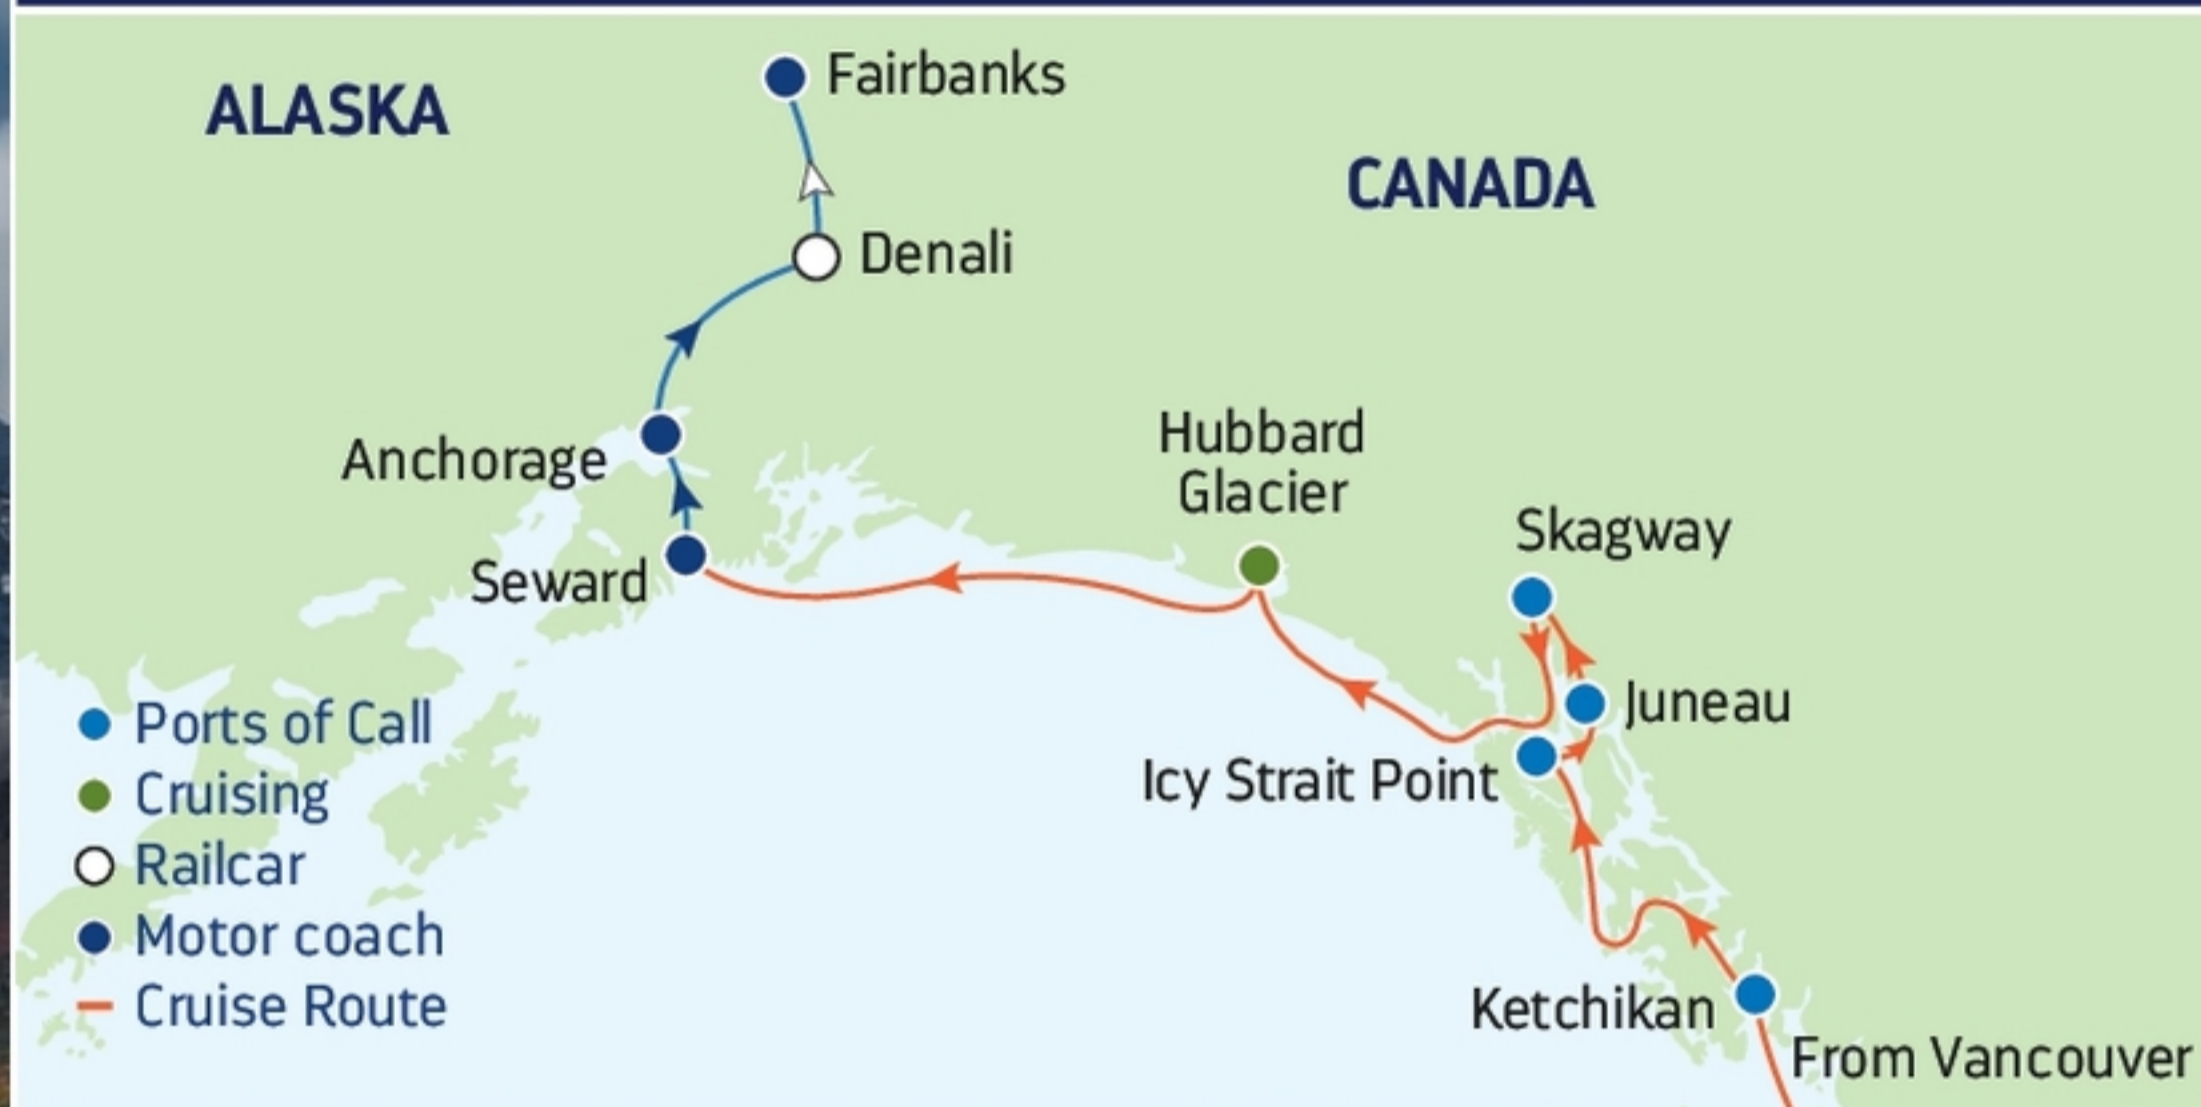 Fairbanks
ALASKA
CANADA
Denali
Hubbard
Glacier
Anchorage
Skagway
Seward
Juneau
Icy Strait Point
Ketchikan
From Vancouver
Ports of Call
Cruising
Railcar
Motor coach
Cruise Route